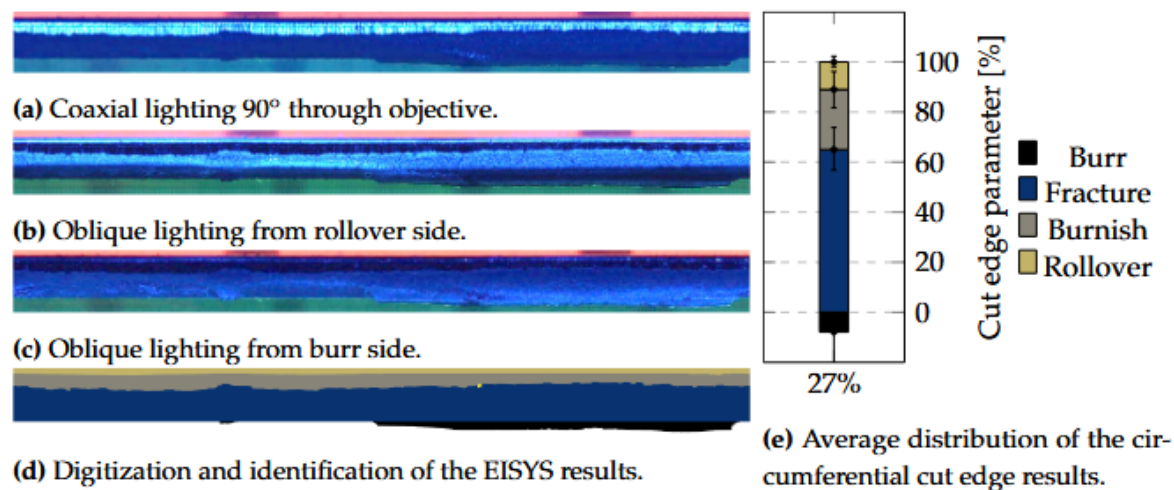 (a) Coaxial lighting 90° through objective.
(b) Oblique lighting from rollover side.
(c) Oblique lighting from burr side.
(d) Digitization and identification of the EISYS results.
100
80
60
40
20
0
Cut edge parameter [%]
27%
Burr
Fracture
Burnish
Rollover
(e) Average distribution of the cir-
cumferential cut edge results.